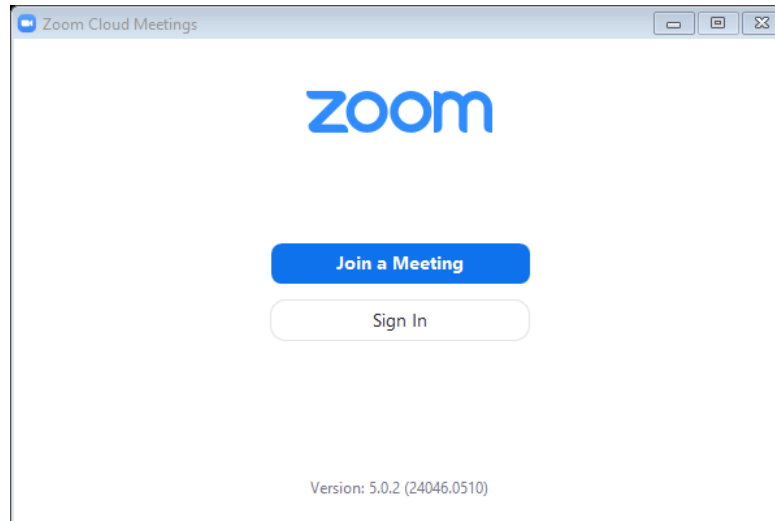 Zoom Cloud Meetings
zoom
Join a Meeting
Sign In
Version: 5.0.2 (24046.0510)